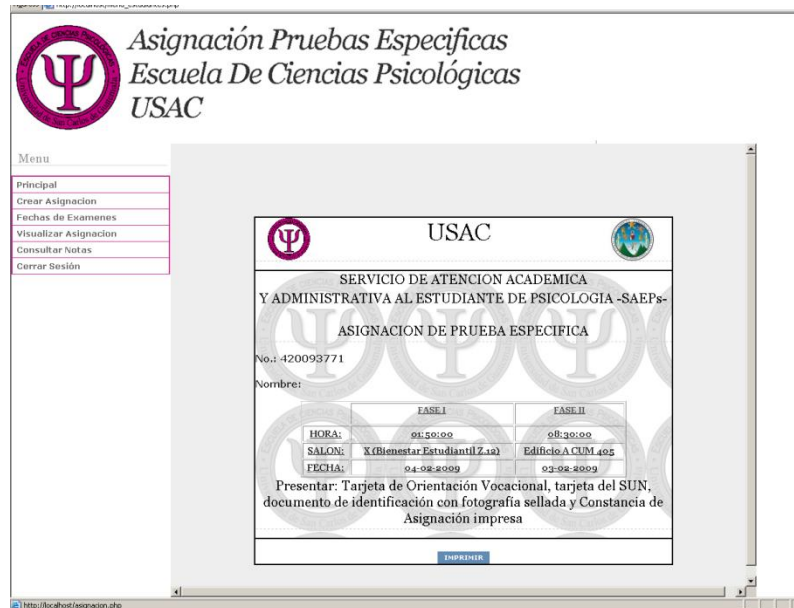 http://localhost/menu_estudiantes.php
Asignación Pruebas Especificas
Escuela De Ciencias Psicológicas
USAC
Menu
Principal
Crear Asignacion
Fechas de Examenes
Visualizar Asignacion
Consultar Notas
Cerrar Sesión
USAC
SERVICIO DE ATENCION ACADEMICA
Y ADMINISTRATIVA AL ESTUDIANTE DE PSICOLOGIA -SAEPs-
ASIGNACION DE PRUEBA ESPECIFICA
No.: 420093771
Nombre:
FASE I FASE II
HORA: 01:50:00 08:30:00
SALON: X (Bienestar Estudiantil Z.12) Edificio A CUM 405
FECHA: 04-02-2009 03-02-2009
Presentar: Tarjeta de Orientación Vocacional, tarjeta del SUN,
documento de identificación con fotografía sellada y Constancia de
Asignación impresa
IMPRIMIR
http://localhost/asignacion.php